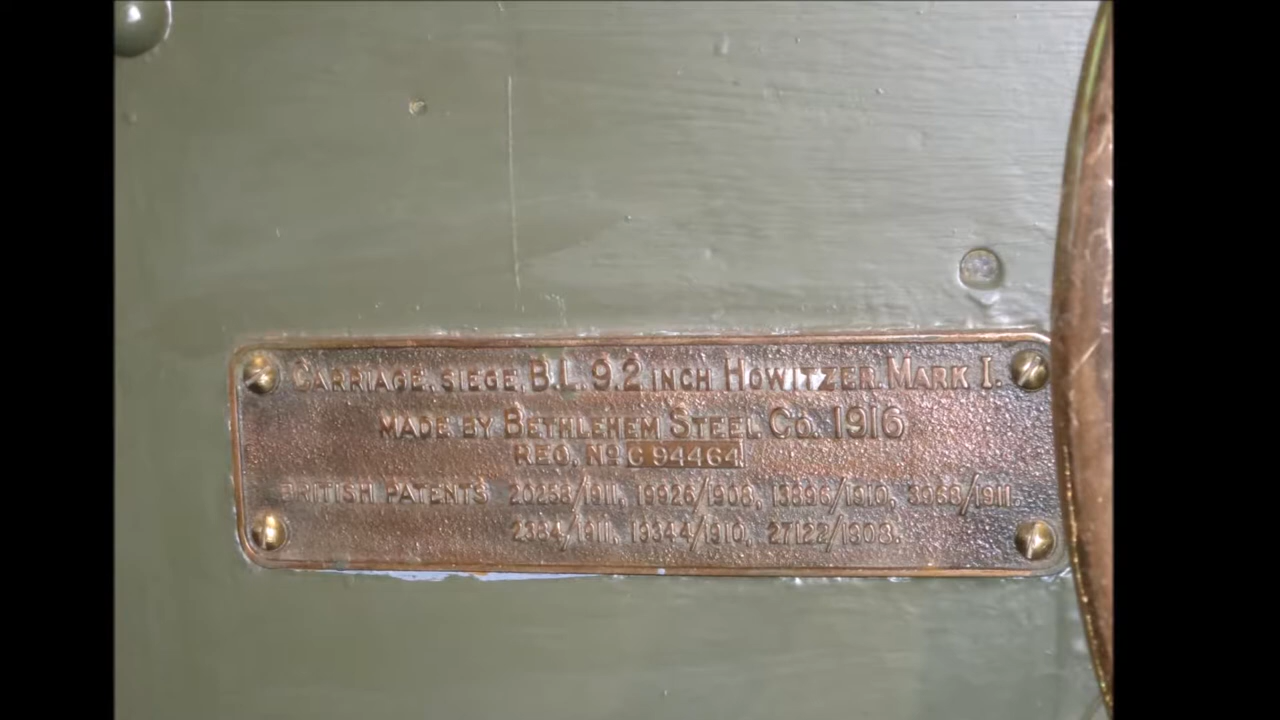 CARRIAGE, SIEGE, B.L. 9.2 INCH HOWITZER. MARK I.
MADE BY BETHLEHEM STEEL CO. 1916
REG. No. C 94464
BRITISH PATENTS 20258/1911, 19926/1908, 13896/1910, 3068/1911.
2384/1911, 19344/1910, 27122/1908.